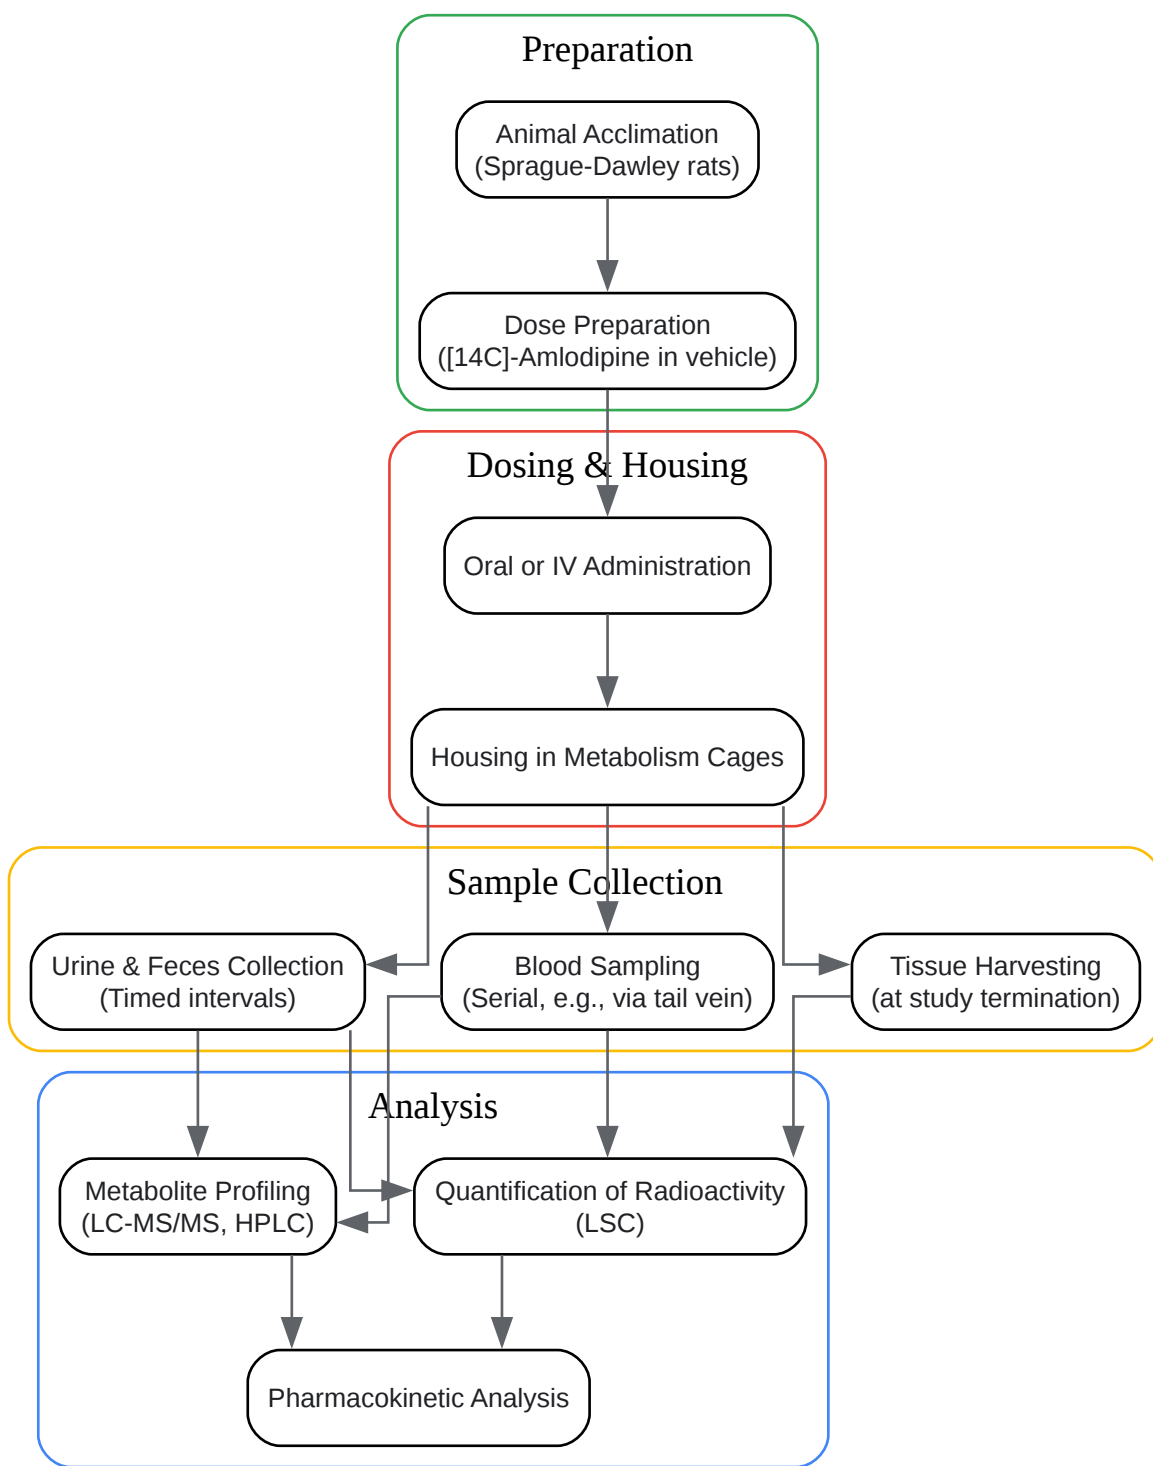 Preparation
Animal Acclimation
(Sprague-Dawley rats)
Dose Preparation
([14C]-Amlodipine in vehicle)
Dosing & Housing
Oral or IV Administration
Housing in Metabolism Cages
Sample Collection
Urine & Feces Collection
(Timed intervals)
Blood Sampling
(Serial, e.g., via tail vein)
Tissue Harvesting
(at study termination)
Analysis
Metabolite Profiling
(LC-MS/MS, HPLC)
Quantification of Radioactivity
(LSC)
Pharmacokinetic Analysis